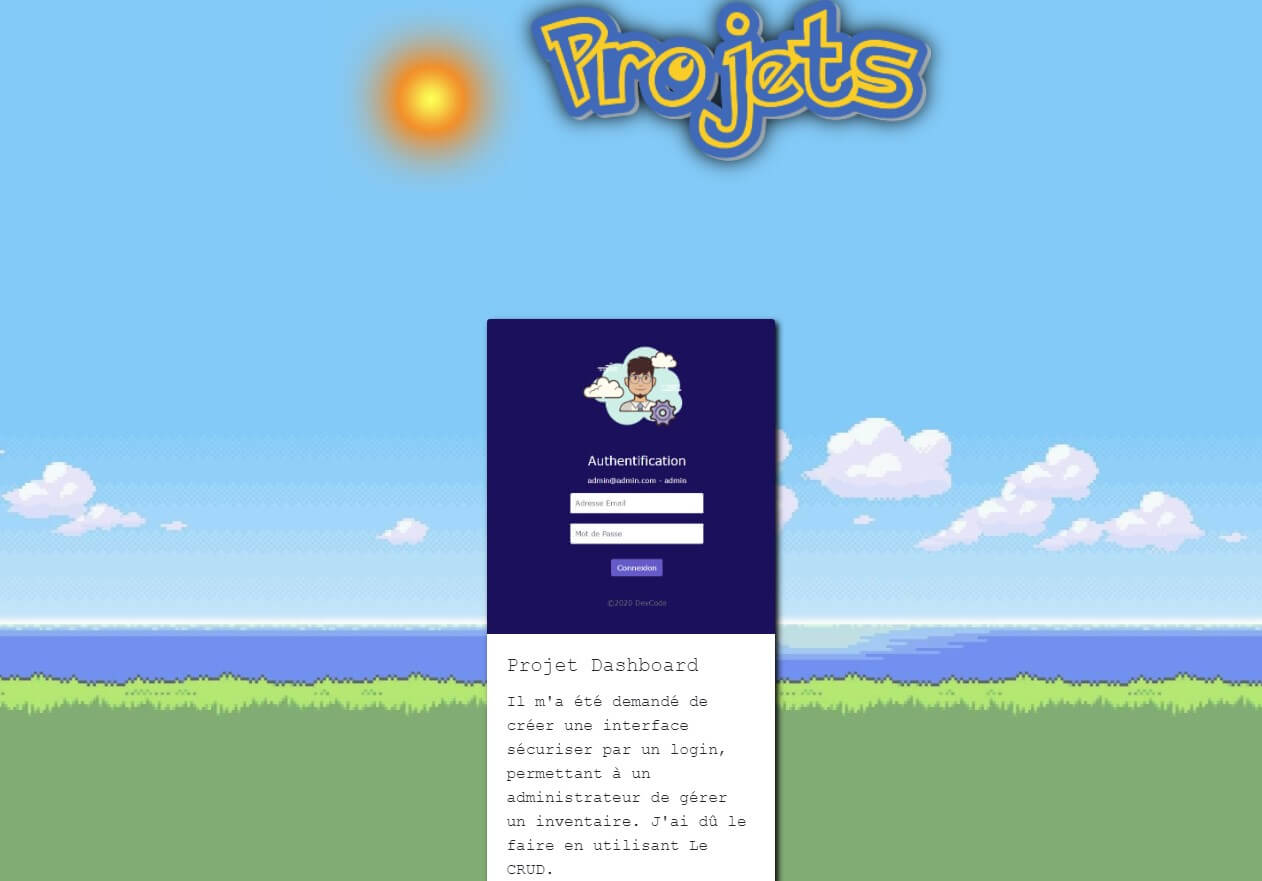 Projets
Authentification
admin@admin.com - admin
Adresse Email
Mot de Passe
Connexion
©2020 DevCode
Projet Dashboard
Il m'a été demandé de
créer une interface
sécuriser par un login,
permettant à un
administrateur de gérer
un inventaire. J'ai dû le
faire en utilisant Le
CRUD.